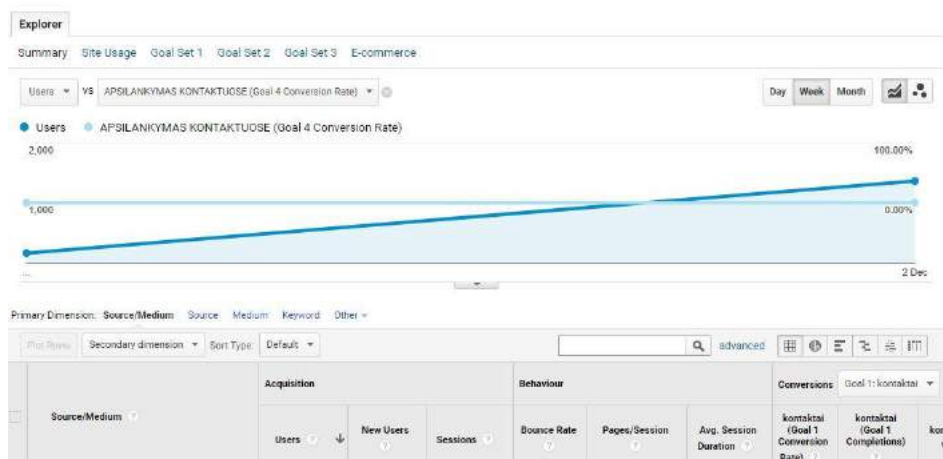 Explorer
Summary Site Usage Goal Set 1 Goal Set 2 Goal Set 3 E-commerce
Users VS APSILANKYMAS KONTAKTUOSE (Goal 4 Conversion Rate) Day Week Month
Users APSILANKYMAS KONTAKTUOSE (Goal 4 Conversion Rate)
2,000 100.00%
1,000 0.00%
... 2 Dec
Primary Dimension: Source/Medium Source Medium Keyword Other
Plot Rows Secondary dimension Sort Type: Default advanced
Acquisition Behaviour Conversions Goal 1: kontaktai
Source/Medium ? Users ? New Users ? Sessions ? Bounce Rate ? Pages/Session ? Avg. Session Duration ? kontaktai (Goal 1 Conversion Rate) ? kontaktai (Goal 1 Completions) ?